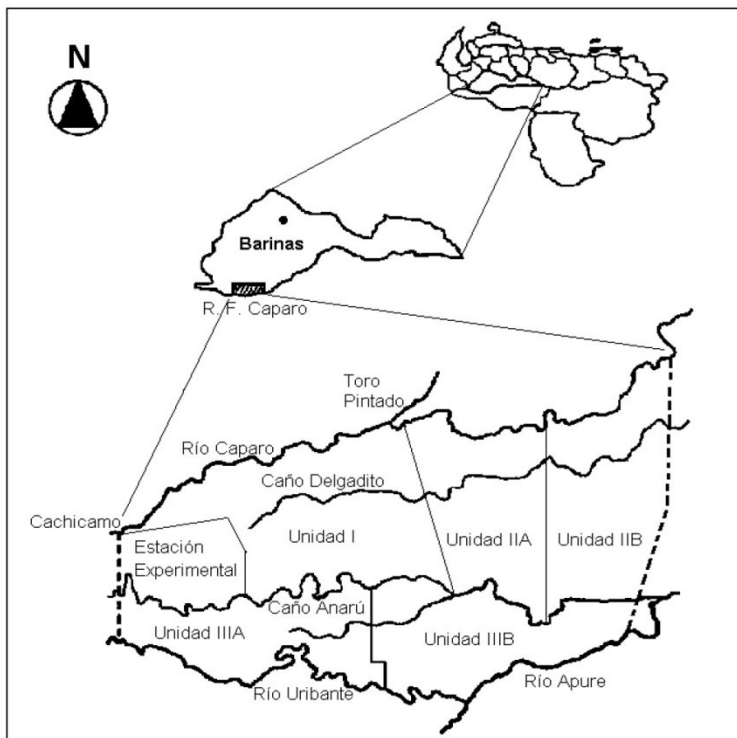 N
Barinas
R. F. Caparo
Toro
Pintado
Río Caparo
Caño Delgadito
Cachicamo
Estación
Experimental
Unidad I
Unidad IIA
Unidad IIB
Caño Anarú
Unidad IIIA
Unidad IIIB
Río Uribante
Río Apure